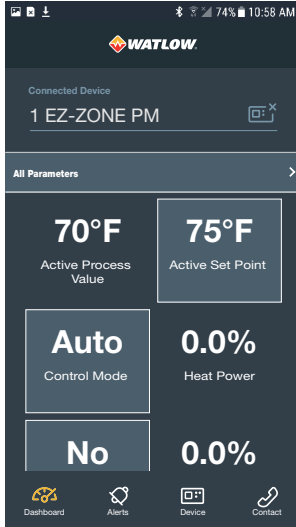 74% 10:58 AM
WATLOW.
Connected Device
1 EZ-ZONE PM
All Parameters
70°F 75°F
Active Process Active Set Point
Value
Auto 0.0%
Control Mode Heat Power
No 0.0%
Dashboard Alerts Device Contact